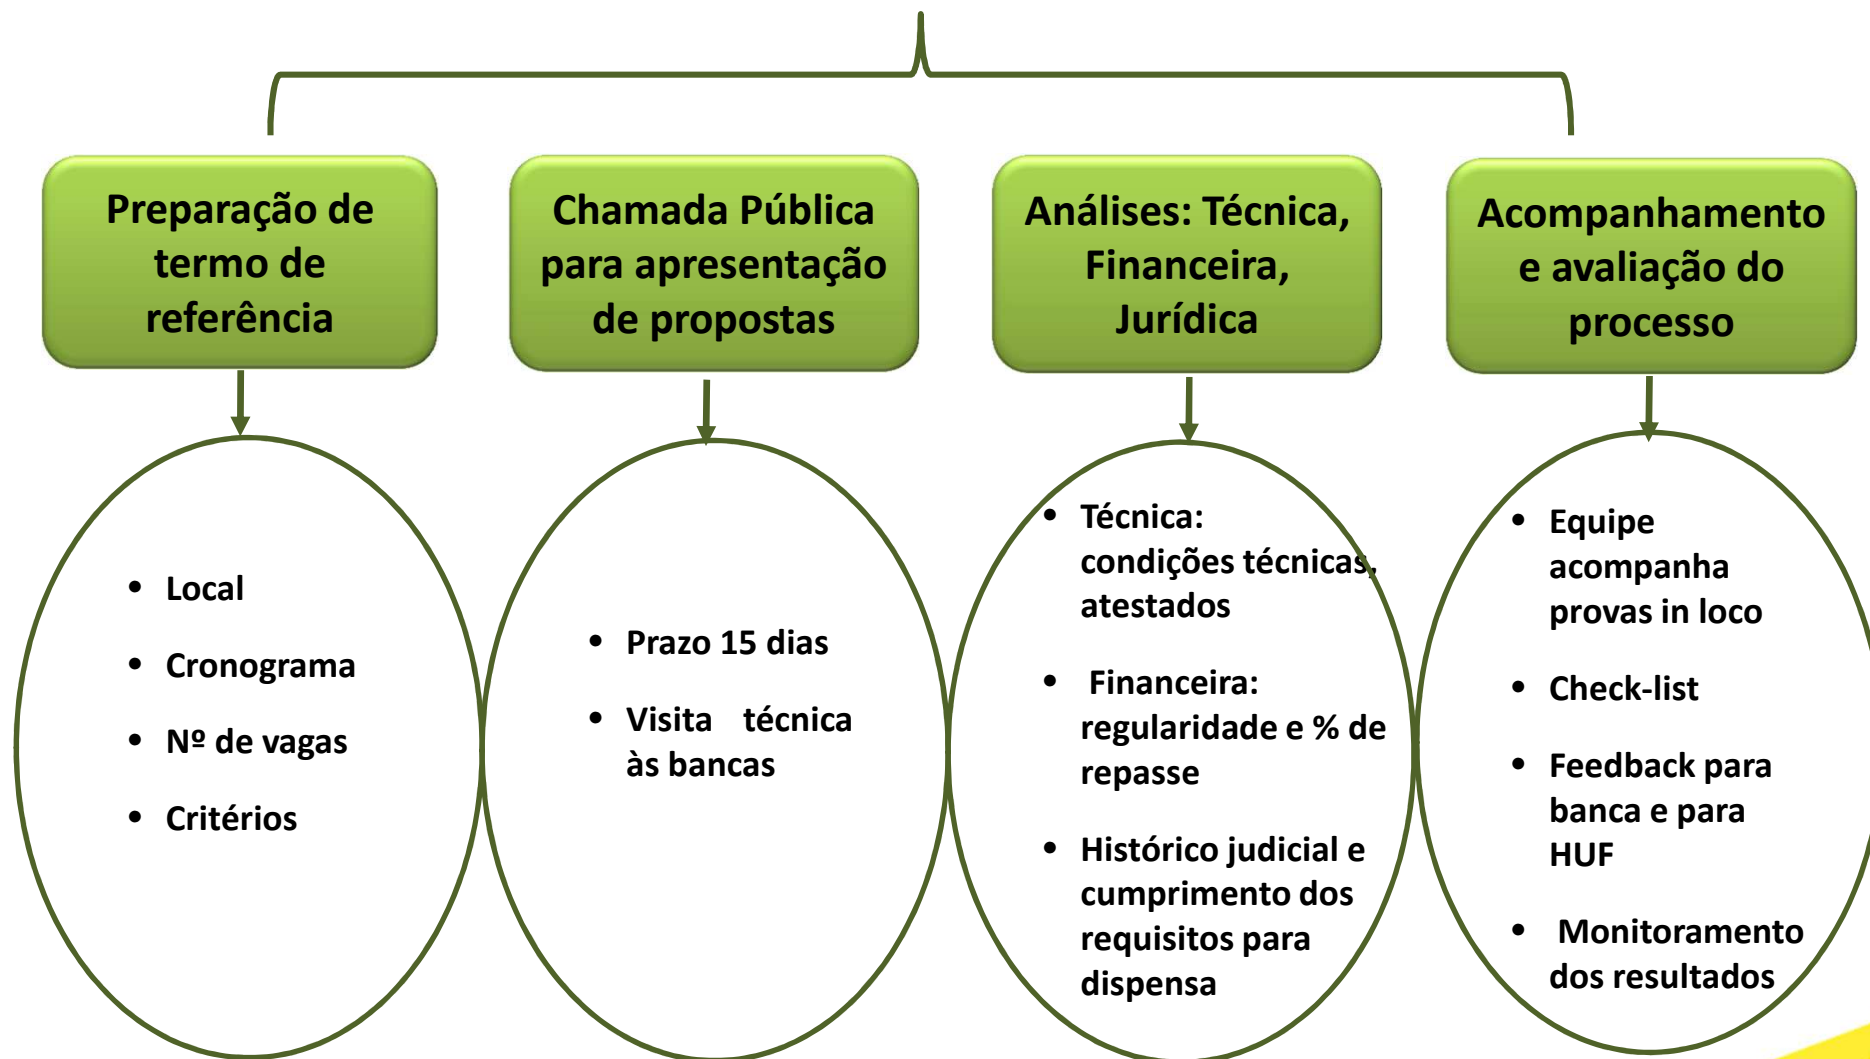 Preparação de
termo de
referência
Chamada Pública
para apresentação
de propostas
Análises: Técnica,
Financeira,
Jurídica
Acompanhamento
e avaliação do
processo
• Local
• Cronograma
• Nº de vagas
• Critérios
• Prazo 15 dias
• Visita técnica
às bancas
• Técnica:
condições técnicas,
atestados
• Financeira:
regularidade e % de
repasse
• Histórico judicial e
cumprimento dos
requisitos para
dispensa
• Equipe
acompanha
provas in loco
• Check-list
• Feedback para
banca e para
HUF
• Monitoramento
dos resultados